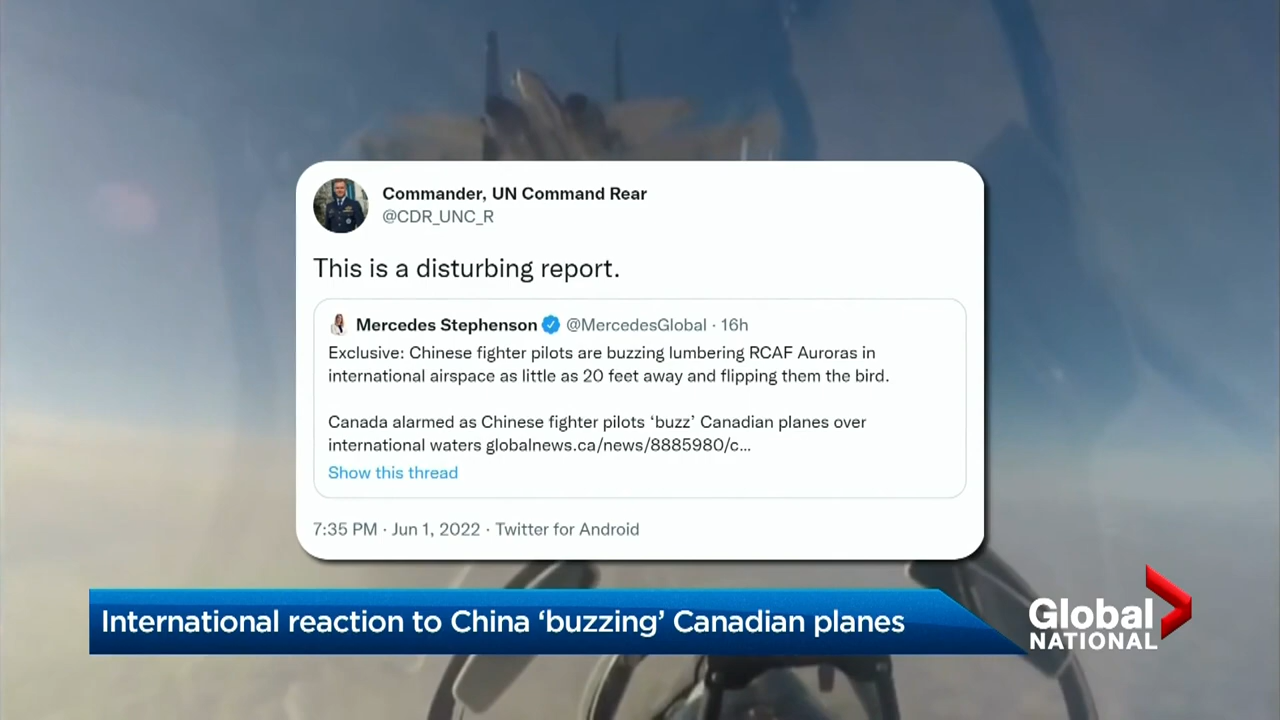 Commander, UN Command Rear
@CDR_UNC_R
This is a disturbing report.
Mercedes Stephenson @MercedesGlobal · 16h
Exclusive: Chinese fighter pilots are buzzing lumbering RCAF Auroras in
international airspace as little as 20 feet away and flipping them the bird.
Canada alarmed as Chinese fighter pilots ‘buzz’ Canadian planes over
international waters globalnews.ca/news/8885980/c...
Show this thread
7:35 PM · Jun 1, 2022 · Twitter for Android
International reaction to China ‘buzzing’ Canadian planes
Global
NATIONAL